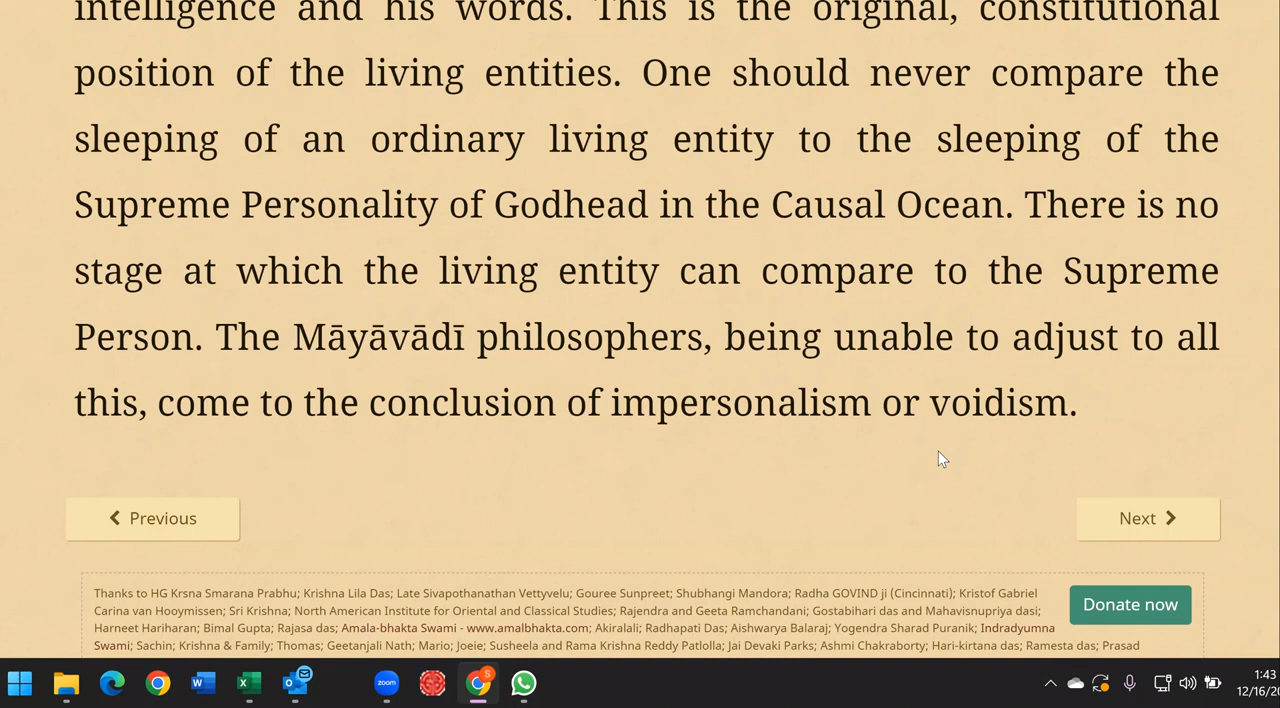 intelligence and his words. This is the original, constitutional
position of the living entities. One should never compare the
sleeping of an ordinary living entity to the sleeping of the
Supreme Personality of Godhead in the Causal Ocean. There is no
stage at which the living entity can compare to the Supreme
Person. The Māyāvādī philosophers, being unable to adjust to all
this, come to the conclusion of impersonalism or voidism.
Previous
Next
Thanks to HG Krsna Smarana Prabhu; Krishna Lila Das; Late Sivapothanathan Vettyvelu; Gouree Sunpreet; Shubhangi Mandora; Radha GOVIND ji (Cincinnati); Kristof Gabriel
Carina van Hooymissen; Sri Krishna; North American Institute for Oriental and Classical Studies; Rajendra and Geeta Ramchandani; Gostabihari das and Mahavisnupriya dasi;
Harneet Hariharan; Bimal Gupta; Rajasa das; Amala-bhakta Swami - www.amalbhakta.com; Akiralali; Radhapati Das; Aishwarya Balaraj; Yogendra Sharad Puranik; Indradyumna
Swami; Sachin; Krishna & Family; Thomas; Geetanjali Nath; Mario; Joeie; Susheela and Rama Krishna Reddy Patlolla; Jai Devaki Parks; Ashmi Chakraborty; Hari-kirtana das; Ramesta das; Prasad
Donate now
W
X
O
zoom
S
1:43
12/16/20